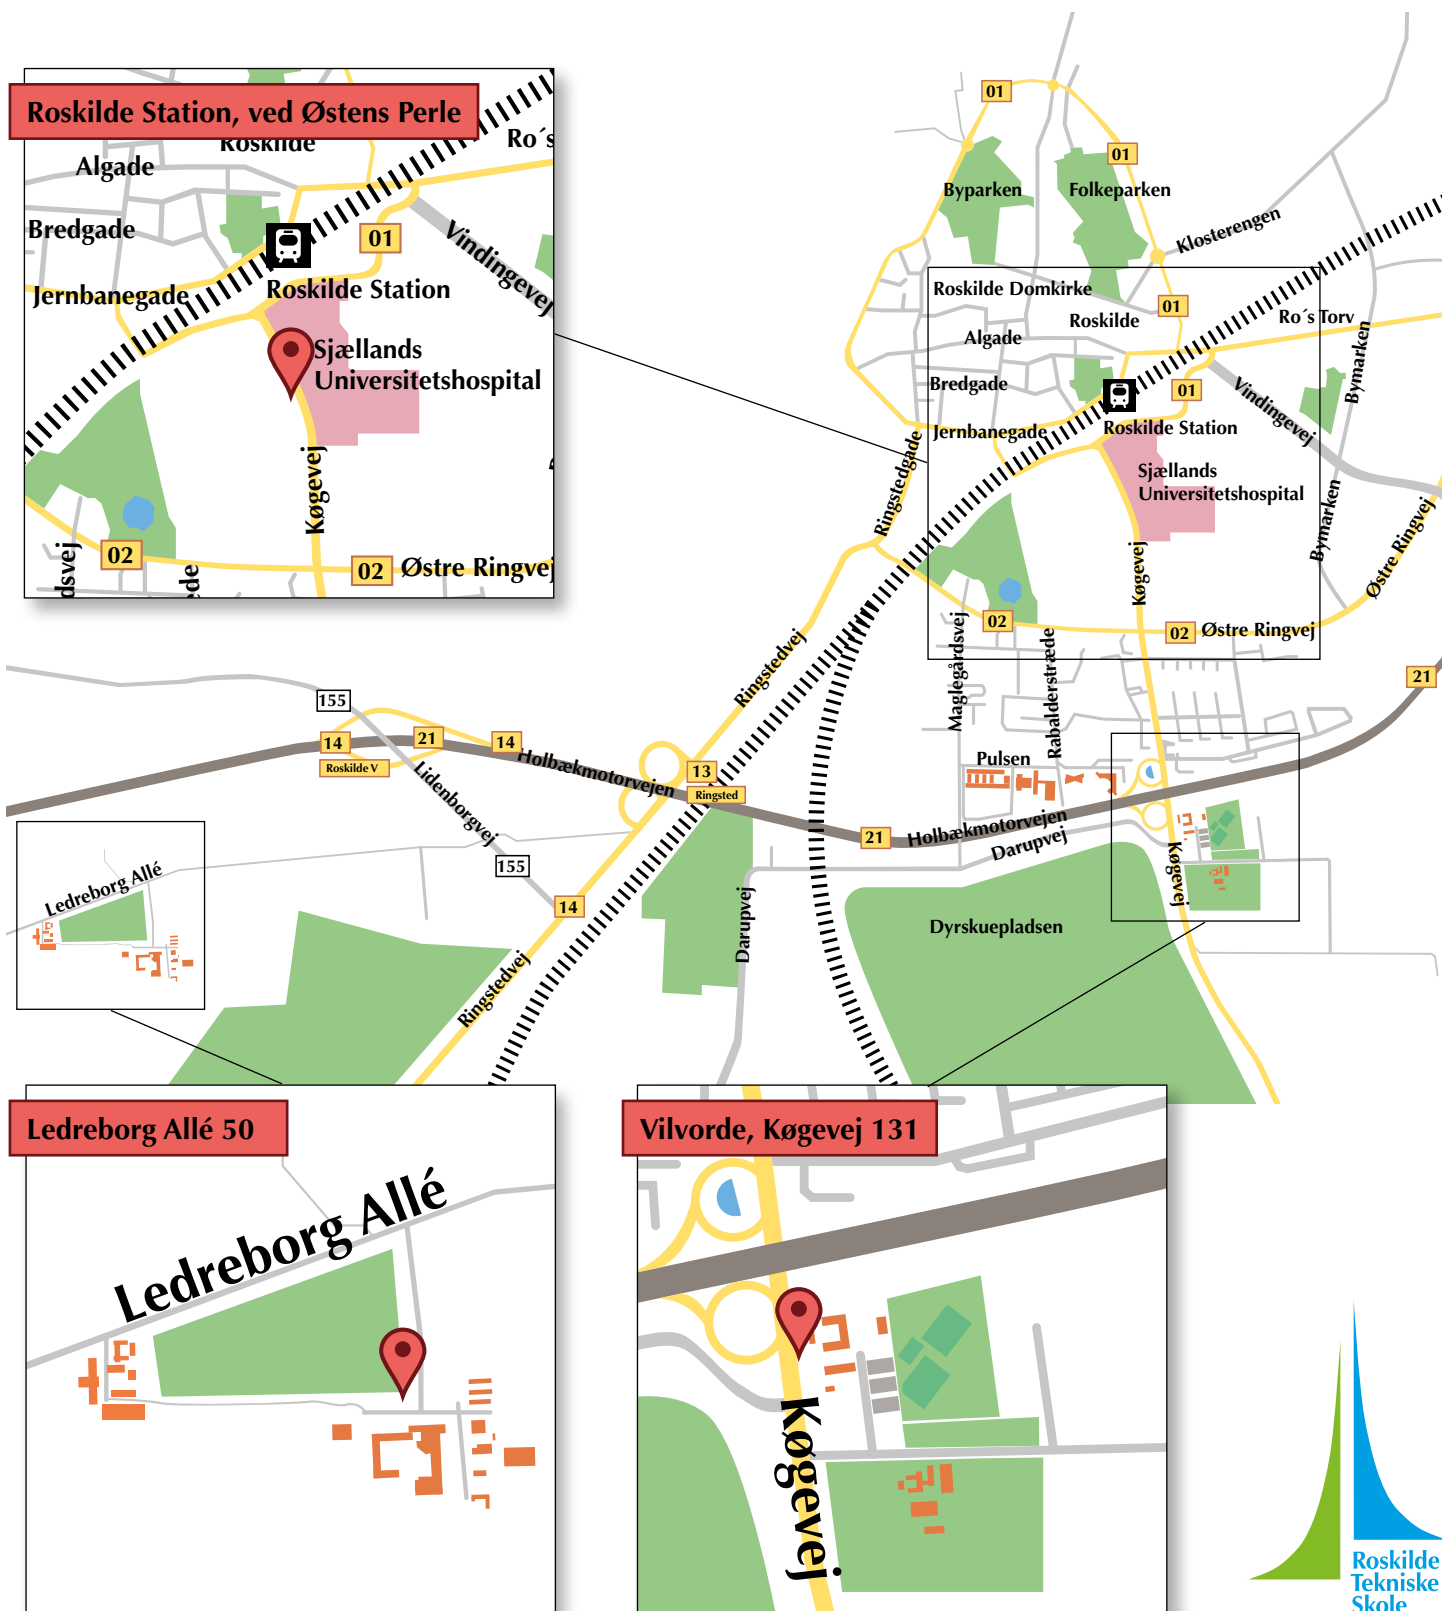 Roskilde Station, ved Østens Perle
Roskilde
Ro´s
Algade
Bredgade
01
Vindingevej
Jernbanegade
Roskilde Station
Sjællands
Universitetshospital
Køgevej
02
02
Østre Ringvej
dsvej
ede
01
01
Byparken
Folkeparken
Klosterengen
Roskilde Domkirke
01
Roskilde
Ro´s Torv
Algade
Bymarken
Bredgade
01
Vindingevej
Jernbanegade
Roskilde Station
Ringstedgade
Sjællands
Universitetshospital
Bymarken
Østre Ringvej
Køgevej
02
02
Østre Ringvej
Maglegårdsvej
Rabalderstræde
Ringstedvej
21
155
14
21
14
Roskilde V
Holbækmotorvejen
13
Ringsted
Pulsen
Lidenborgvej
21
Holbækmotorvejen
Darupvej
155
Køgevej
Ledreborg Allé
14
Darupvej
Dyrskuepladsen
Ringstedvej
Ledreborg Allé 50
Ledreborg Allé
Vilvorde, Køgevej 131
Køgevej
Roskilde
Tekniske
Skole